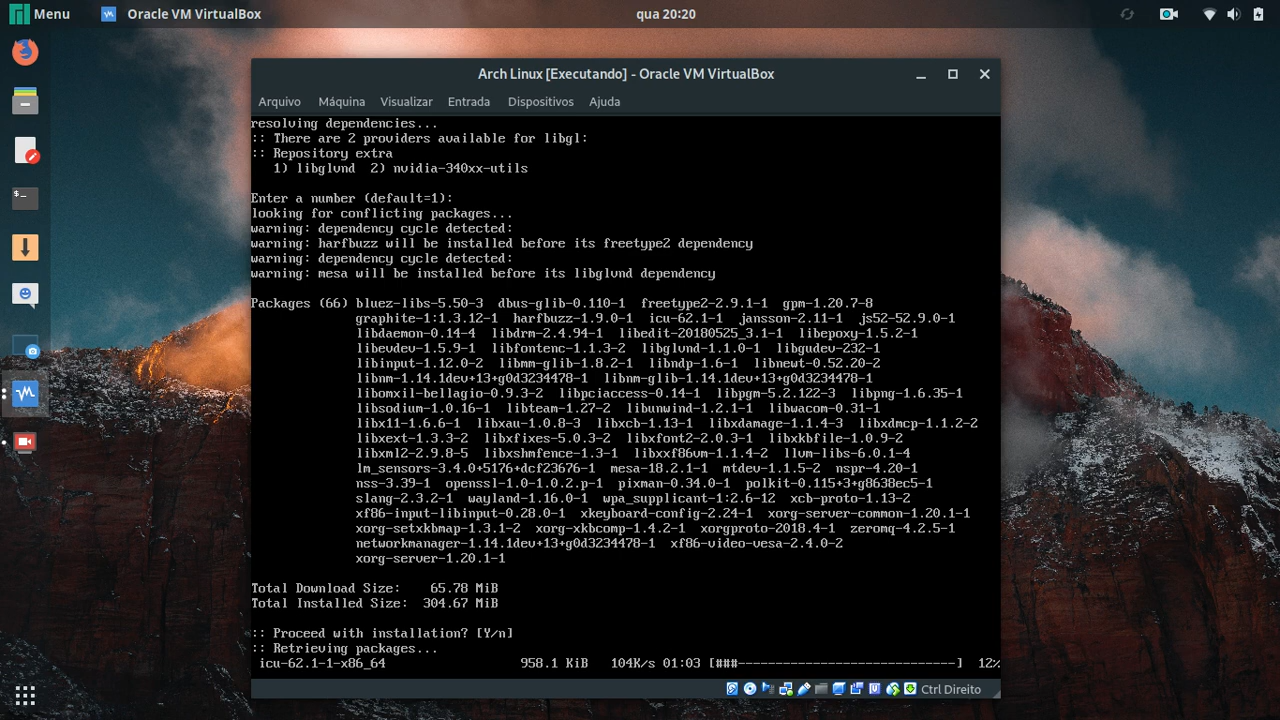 Menu
Oracle VM VirtualBox
qua 20:20
Arch Linux [Executando] - Oracle VM VirtualBox
Arquivo Máquina Visualizar Entrada Dispositivos Ajuda
resolving dependencies...
:: There are 2 providers available for libgl:
:: Repository extra
   1) libglvnd  2) nvidia-340xx-utils
Enter a number (default=1):
looking for conflicting packages...
warning: dependency cycle detected:
warning: harfbuzz will be installed before its freetype2 dependency
warning: dependency cycle detected:
warning: mesa will be installed before its libglvnd dependency
Packages (66) bluez-libs-5.50-3  dbus-glib-0.110-1  freetype2-2.9.1-1  gpm-1.20.7-8
graphite-1:1.3.12-1  harfbuzz-1.9.0-1  icu-62.1-1  jansson-2.11-1  js52-52.9.0-1
libdaemon-0.14-4  libdrm-2.4.94-1  libedit-20180525_3.1-1  libepoxy-1.5.2-1
libevdev-1.5.9-1  libfontenc-1.1.3-2  libglvnd-1.1.0-1  libgudev-232-1
libinput-1.12.0-2  libmm-glib-1.8.2-1  libndp-1.6-1  libnewt-0.52.20-2
libnm-1.14.1dev+13+g0d3234478-1  libnm-glib-1.14.1dev+13+g0d3234478-1
libomxil-bellagio-0.9.3-2  libpciaccess-0.14-1  libpgm-5.2.122-3  libpng-1.6.35-1
libsodium-1.0.16-1  libteam-1.27-2  libunwind-1.2.1-1  libwacom-0.31-1
libx11-1.6.6-1  libxau-1.0.8-3  libxcb-1.13-1  libxdamage-1.1.4-3  libxdmcp-1.1.2-2
libxext-1.3.3-2  libxfixes-5.0.3-2  libxfont2-2.0.3-1  libxkbfile-1.0.9-2
libxml2-2.9.8-5  libxshmfence-1.3-1  libxxf86vm-1.1.4-2  llvm-libs-6.0.1-4
lm_sensors-3.4.0+5176+dcf23676-1  mesa-18.2.1-1  mtdev-1.1.5-2  nspr-4.20-1
nss-3.39-1  openssl-1.0-1.0.2.p-1  pixman-0.34.0-1  polkit-0.115+3+g8638ec5-1
slang-2.3.2-1  wayland-1.16.0-1  wpa_supplicant-1:2.6-12  xcb-proto-1.13-2
xf86-input-libinput-0.28.0-1  xkeyboard-config-2.24-1  xorg-server-common-1.20.1-1
xorg-setxkbmap-1.3.1-2  xorg-xkbcomp-1.4.2-1  xorgproto-2018.4-1  zeromq-4.2.5-1
networkmanager-1.14.1dev+13+g0d3234478-1  xf86-video-vesa-2.4.0-2
xorg-server-1.20.1-1
Total Download Size:    65.78 MiB
Total Installed Size:  304.67 MiB
:: Proceed with installation? [Y/n]
:: Retrieving packages...
icu-62.1-1-x86_64                  958.1 KiB   104K/s 01:03 [###-----------------------------]  12%
Ctrl Direito